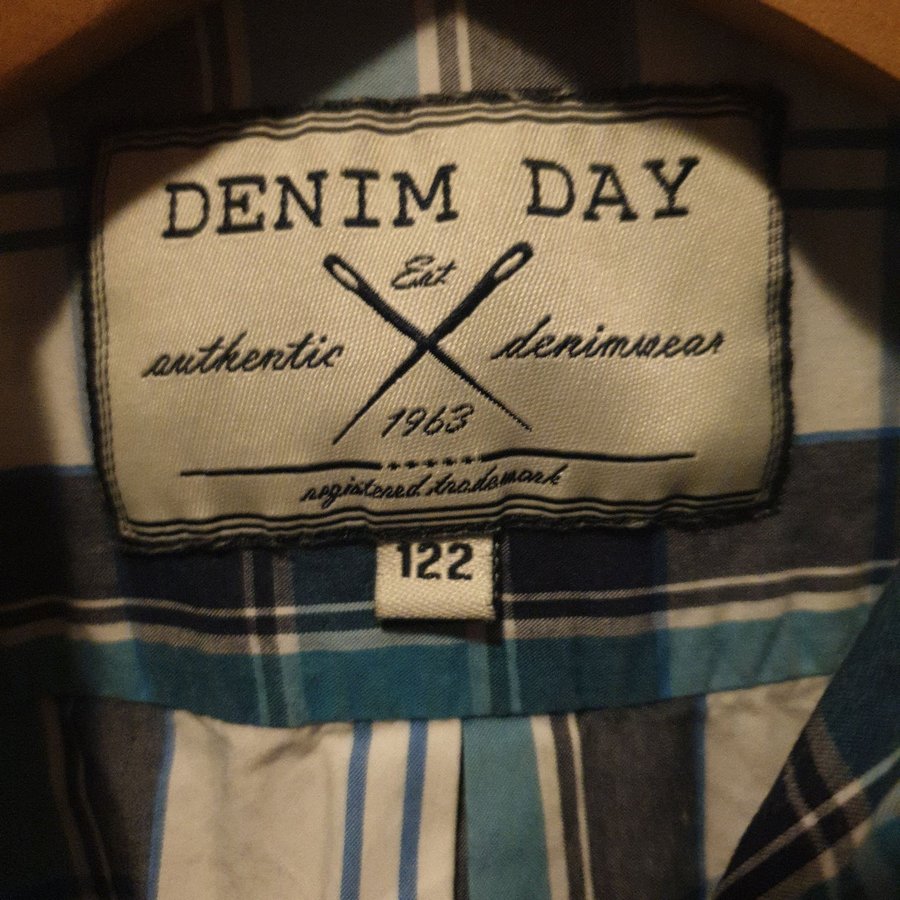 DENIM DAY
Est.
authentic denimwear
1963
registered trademark
122